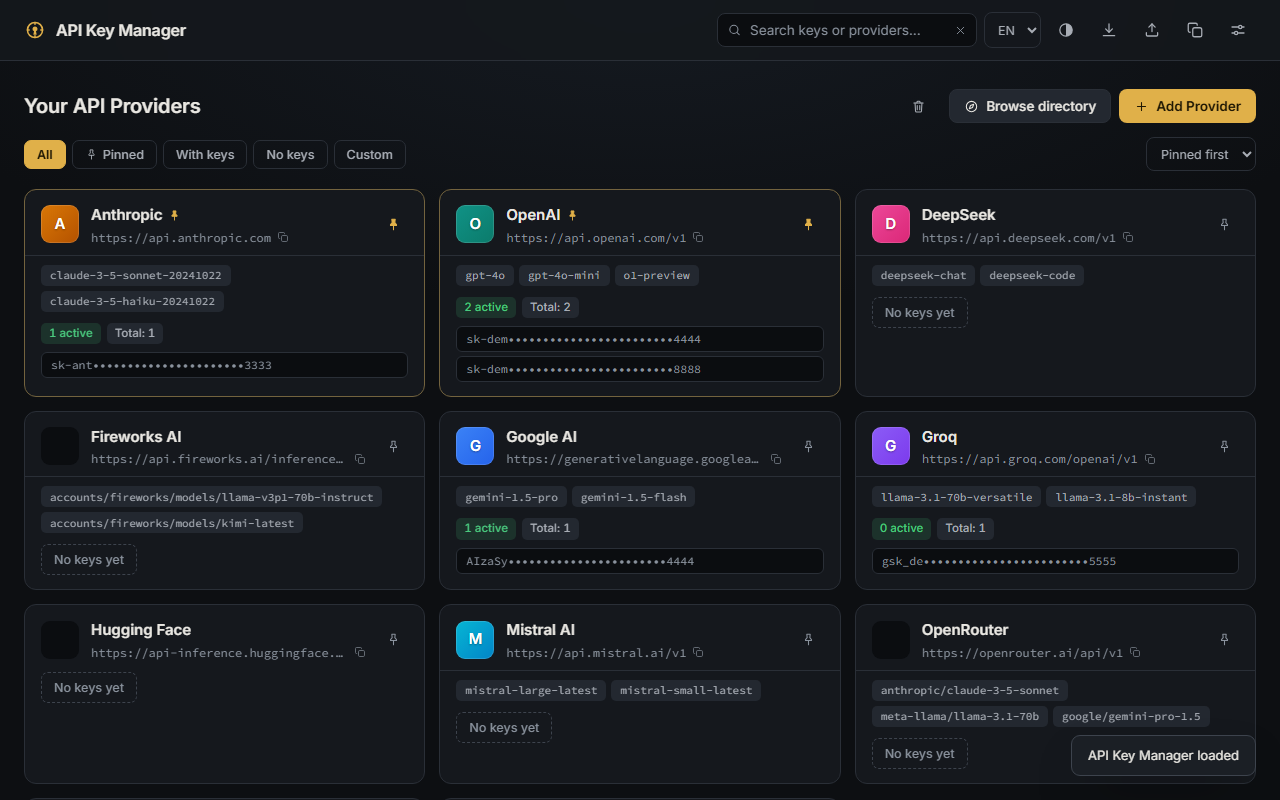 API Key Manager
Search keys or providers...
EN
Your API Providers
Browse directory
Add Provider
All
Pinned
With keys
No keys
Custom
Pinned first
A
Anthropic
https://api.anthropic.com
claude-3-5-sonnet-20241022
claude-3-5-haiku-20241022
1 active
Total: 1
sk-ant••••••••••••••••••••••3333
O
OpenAI
https://api.openai.com/v1
gpt-4o
gpt-4o-mini
o1-preview
2 active
Total: 2
sk-dem••••••••••••••••••••••••4444
sk-dem••••••••••••••••••••••••8888
D
DeepSeek
https://api.deepseek.com/v1
deepseek-chat
deepseek-code
No keys yet
Fireworks AI
https://api.fireworks.ai/inference…
accounts/fireworks/models/llama-v3p1-70b-instruct
accounts/fireworks/models/kimi-latest
No keys yet
G
Google AI
https://generativelanguage.googlea…
gemini-1.5-pro
gemini-1.5-flash
1 active
Total: 1
AIzaSy•••••••••••••••••••••••4444
G
Groq
https://api.groq.com/openai/v1
llama-3.1-70b-versatile
llama-3.1-8b-instant
0 active
Total: 1
gsk_de••••••••••••••••••••••••5555
Hugging Face
https://api-inference.huggingface.…
No keys yet
M
Mistral AI
https://api.mistral.ai/v1
mistral-large-latest
mistral-small-latest
No keys yet
OpenRouter
https://openrouter.ai/api/v1
anthropic/claude-3-5-sonnet
meta-llama/llama-3.1-70b
google/gemini-pro-1.5
No keys yet
API Key Manager loaded